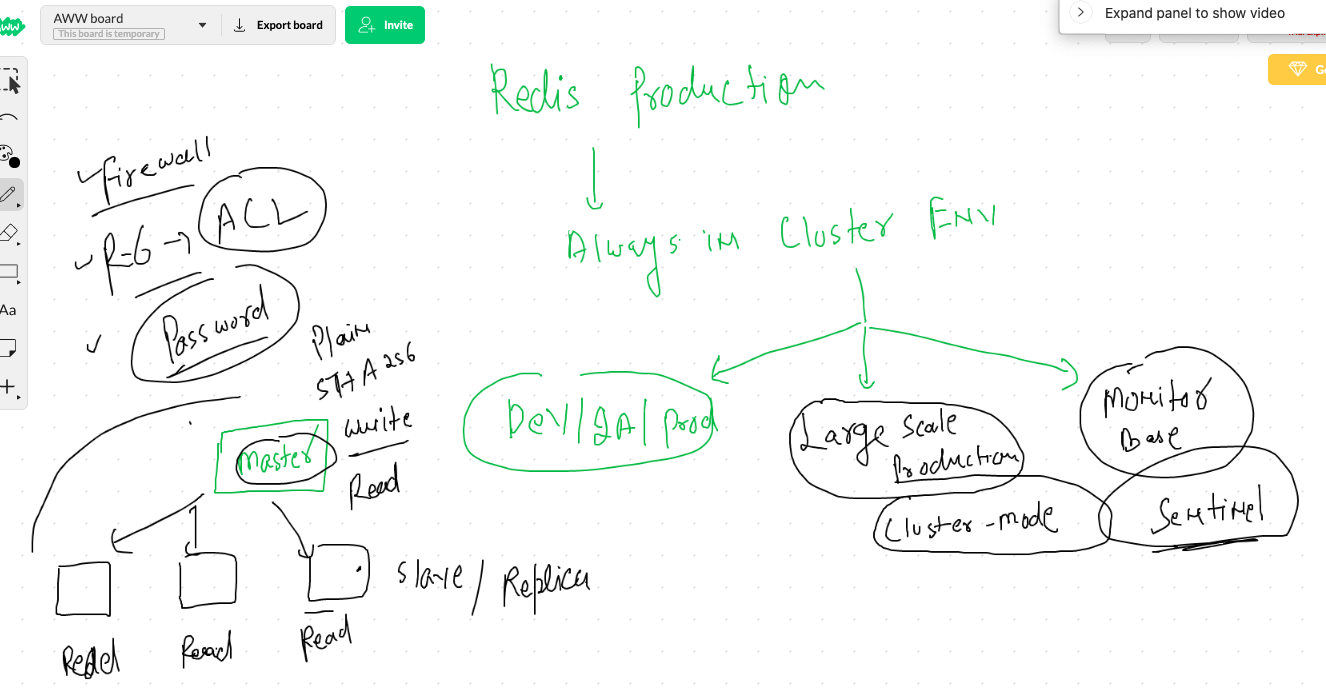 AWW board
This board is temporary
Export board
Invite
Expand panel to show video
Aa
Redis Production
Always in Cluster Env
Firewall
R-6 → ACL
Password
Plain
SHA256
Master
write
Read
Dev/QA/Prod
Large Scale
Production
Cluster-mode
Monitor
Base
Sentinel
Slave / Replica
Read
Read
Read